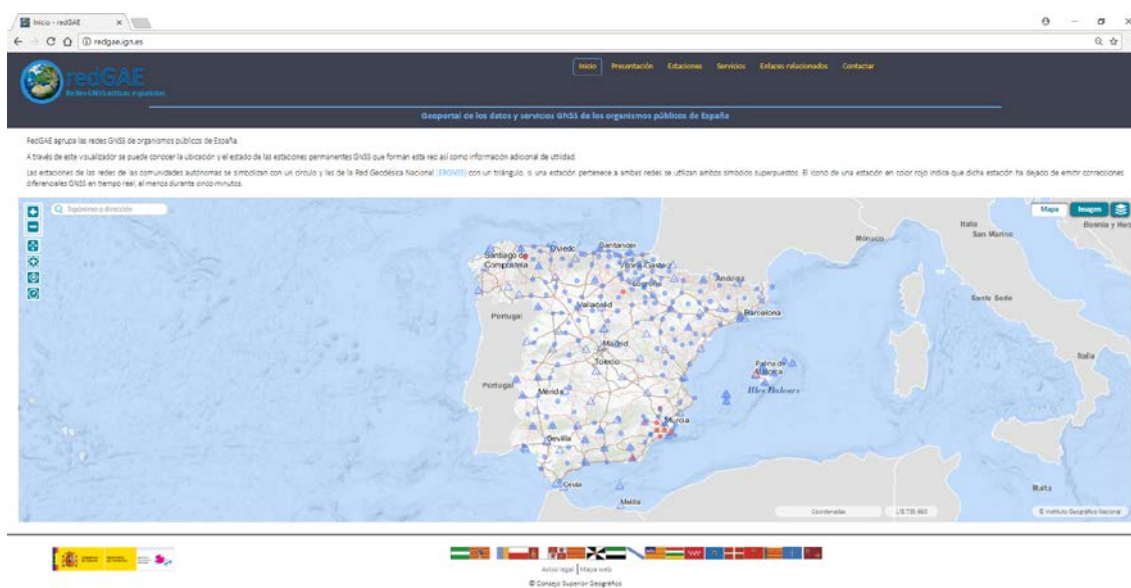 Inicio - redGAE
redgae.ign.es
redGAE
Redes GNSS activas españolas
Inicio Presentación Estaciones Servicios Enlaces relacionados Contactar
Geoportal de los datos y servicios GNSS de los organismos públicos de España
RedGAE agrupa las redes GNSS de organismos públicos de España.
A través de este visualizador se puede conocer la ubicación y el estado de las estaciones permanentes GNSS que forman esta red así como información adicional de utilidad.
Las estaciones de las redes de las comunidades autónomas se simbolizan con un círculo y las de la Red Geodésica Nacional (ERGNSS) con un triángulo, si una estación pertenece a ambas redes se utilizan ambos símbolos superpuestos. El icono de una estación en color rojo indica que dicha estación ha dejado de emitir correcciones
diferenciales GNSS en tiempo real, al menos durante cinco minutos.
Topónimo o dirección
Mapa Imagen
Italia
Bosnia y Herz
San Marino
Mónaco
Oviedo
Santander
Santiago de
Compostela
Vitoria-Gasteiz
Andorra
Logroño
Santa Sede
Valladolid
Barcelona
Portugal
Madrid
Italia
Toledo
Palma de
Mallorca
Portugal
Mérida
Illes Balears
Murcia
Sevilla
Ceuta
Malta
Melilla
Coordenadas
© Instituto Geográfico Nacional
Aviso legal | Mapa web
© Consejo Superior Geográfico